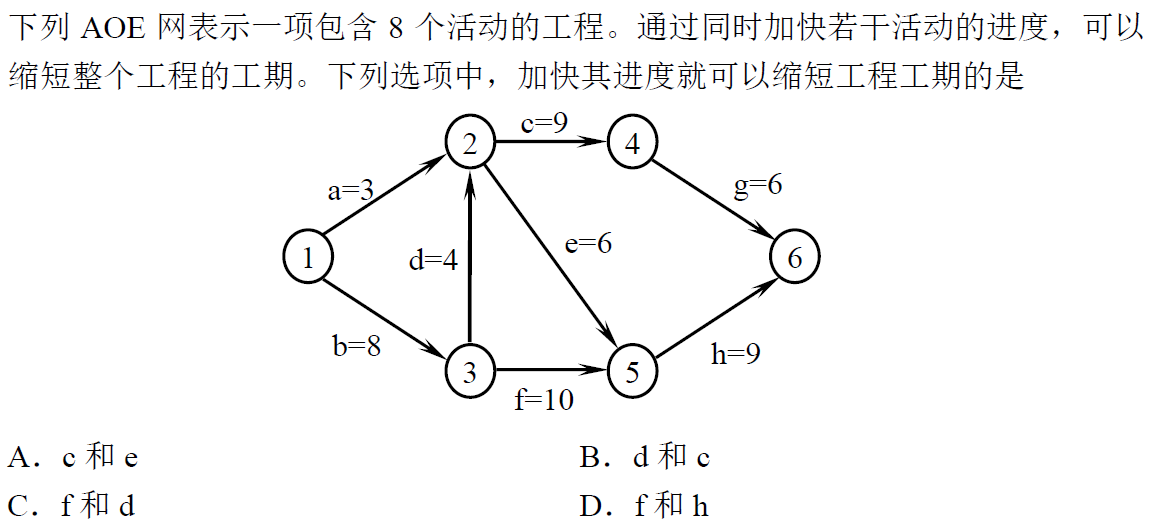 下列 AOE 网表示一项包含 8 个活动的工程。通过同时加快若干活动的进度，可以
缩短整个工程的工期。下列选项中，加快其进度就可以缩短工程工期的是
c=9
2
4
a=3
g=6
1
d=4
e=6
6
b=8
h=9
3
5
f=10
A．c 和 e
B．d 和 c
C．f 和 d
D．f 和 h